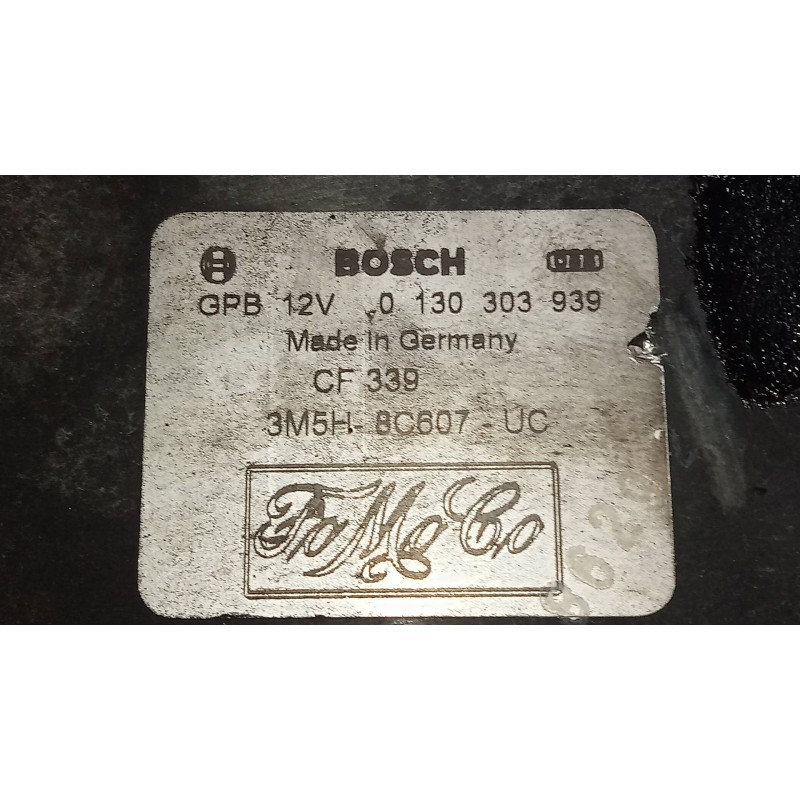 BOSCH
GPB 12V 0 130 303 939
Made in Germany
CF 339
3M5H- 8C607 - UC
FoMoCo